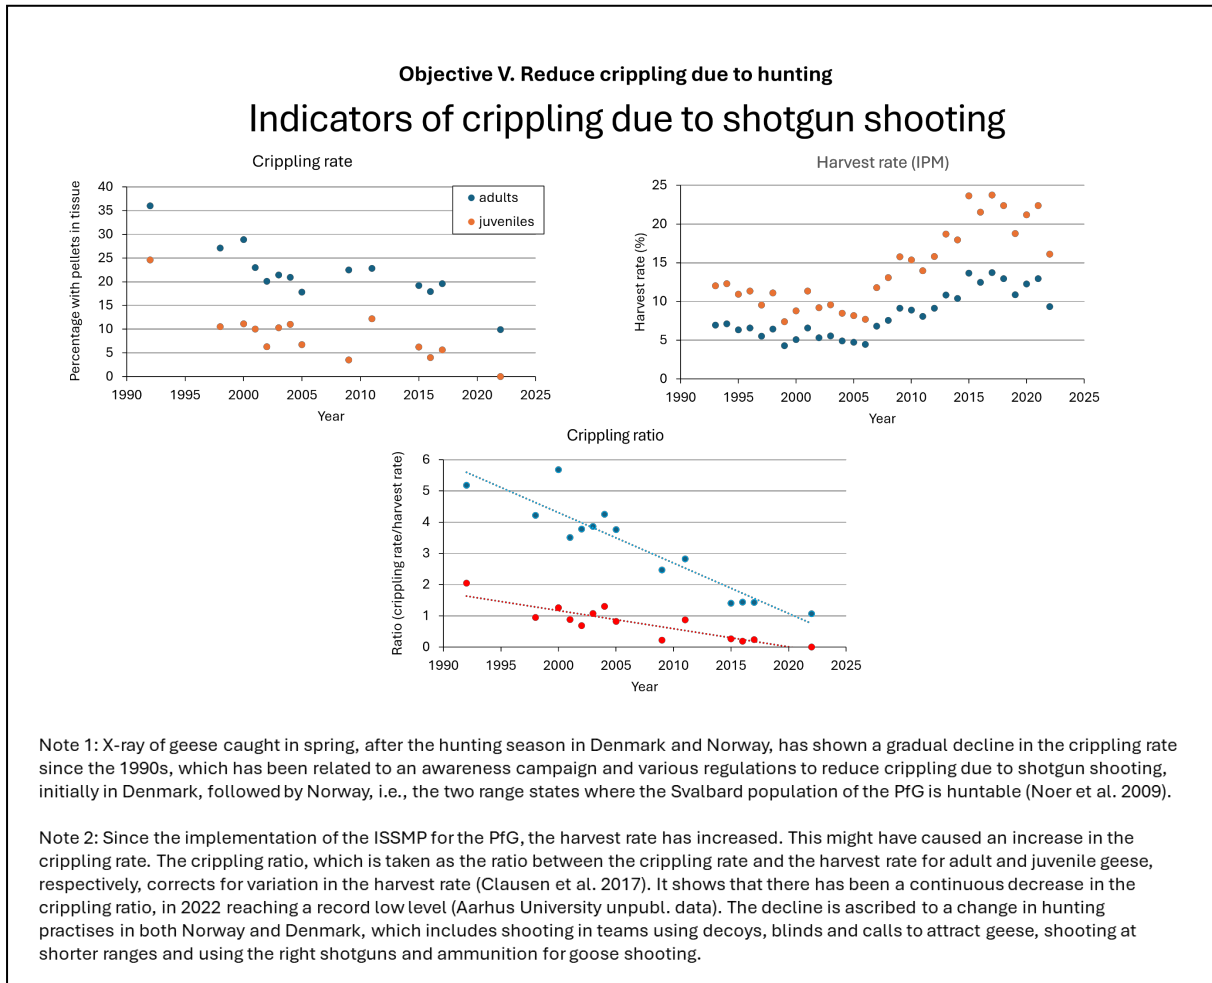 Objective V. Reduce crippling due to hunting
Indicators of crippling due to shotgun shooting
Crippling rate
Percentage with pellets in tissue
40
35
30
25
20
15
10
5
0
1990 1995 2000 2005 2010 2015 2020 2025
Year
adults
juveniles
Harvest rate (IPM)
Harvest rate (%)
25
20
15
10
5
0
1990 1995 2000 2005 2010 2015 2020 2025
Year
Crippling ratio
Ratio (crippling rate/harvest rate)
6
5
4
3
2
1
0
1990 1995 2000 2005 2010 2015 2020 2025
Year
Note 1: X-ray of geese caught in spring, after the hunting season in Denmark and Norway, has shown a gradual decline in the crippling rate
since the 1990s, which has been related to an awareness campaign and various regulations to reduce crippling due to shotgun shooting,
initially in Denmark, followed by Norway, i.e., the two range states where the Svalbard population of the PfG is huntable (Noer et al. 2009).
Note 2: Since the implementation of the ISSMP for the PfG, the harvest rate has increased. This might have caused an increase in the
crippling rate. The crippling ratio, which is taken as the ratio between the crippling rate and the harvest rate for adult and juvenile geese,
respectively, corrects for variation in the harvest rate (Clausen et al. 2017). It shows that there has been a continuous decrease in the
crippling ratio, in 2022 reaching a record low level (Aarhus University unpubl. data). The decline is ascribed to a change in hunting
practises in both Norway and Denmark, which includes shooting in teams using decoys, blinds and calls to attract geese, shooting at
shorter ranges and using the right shotguns and ammunition for goose shooting.